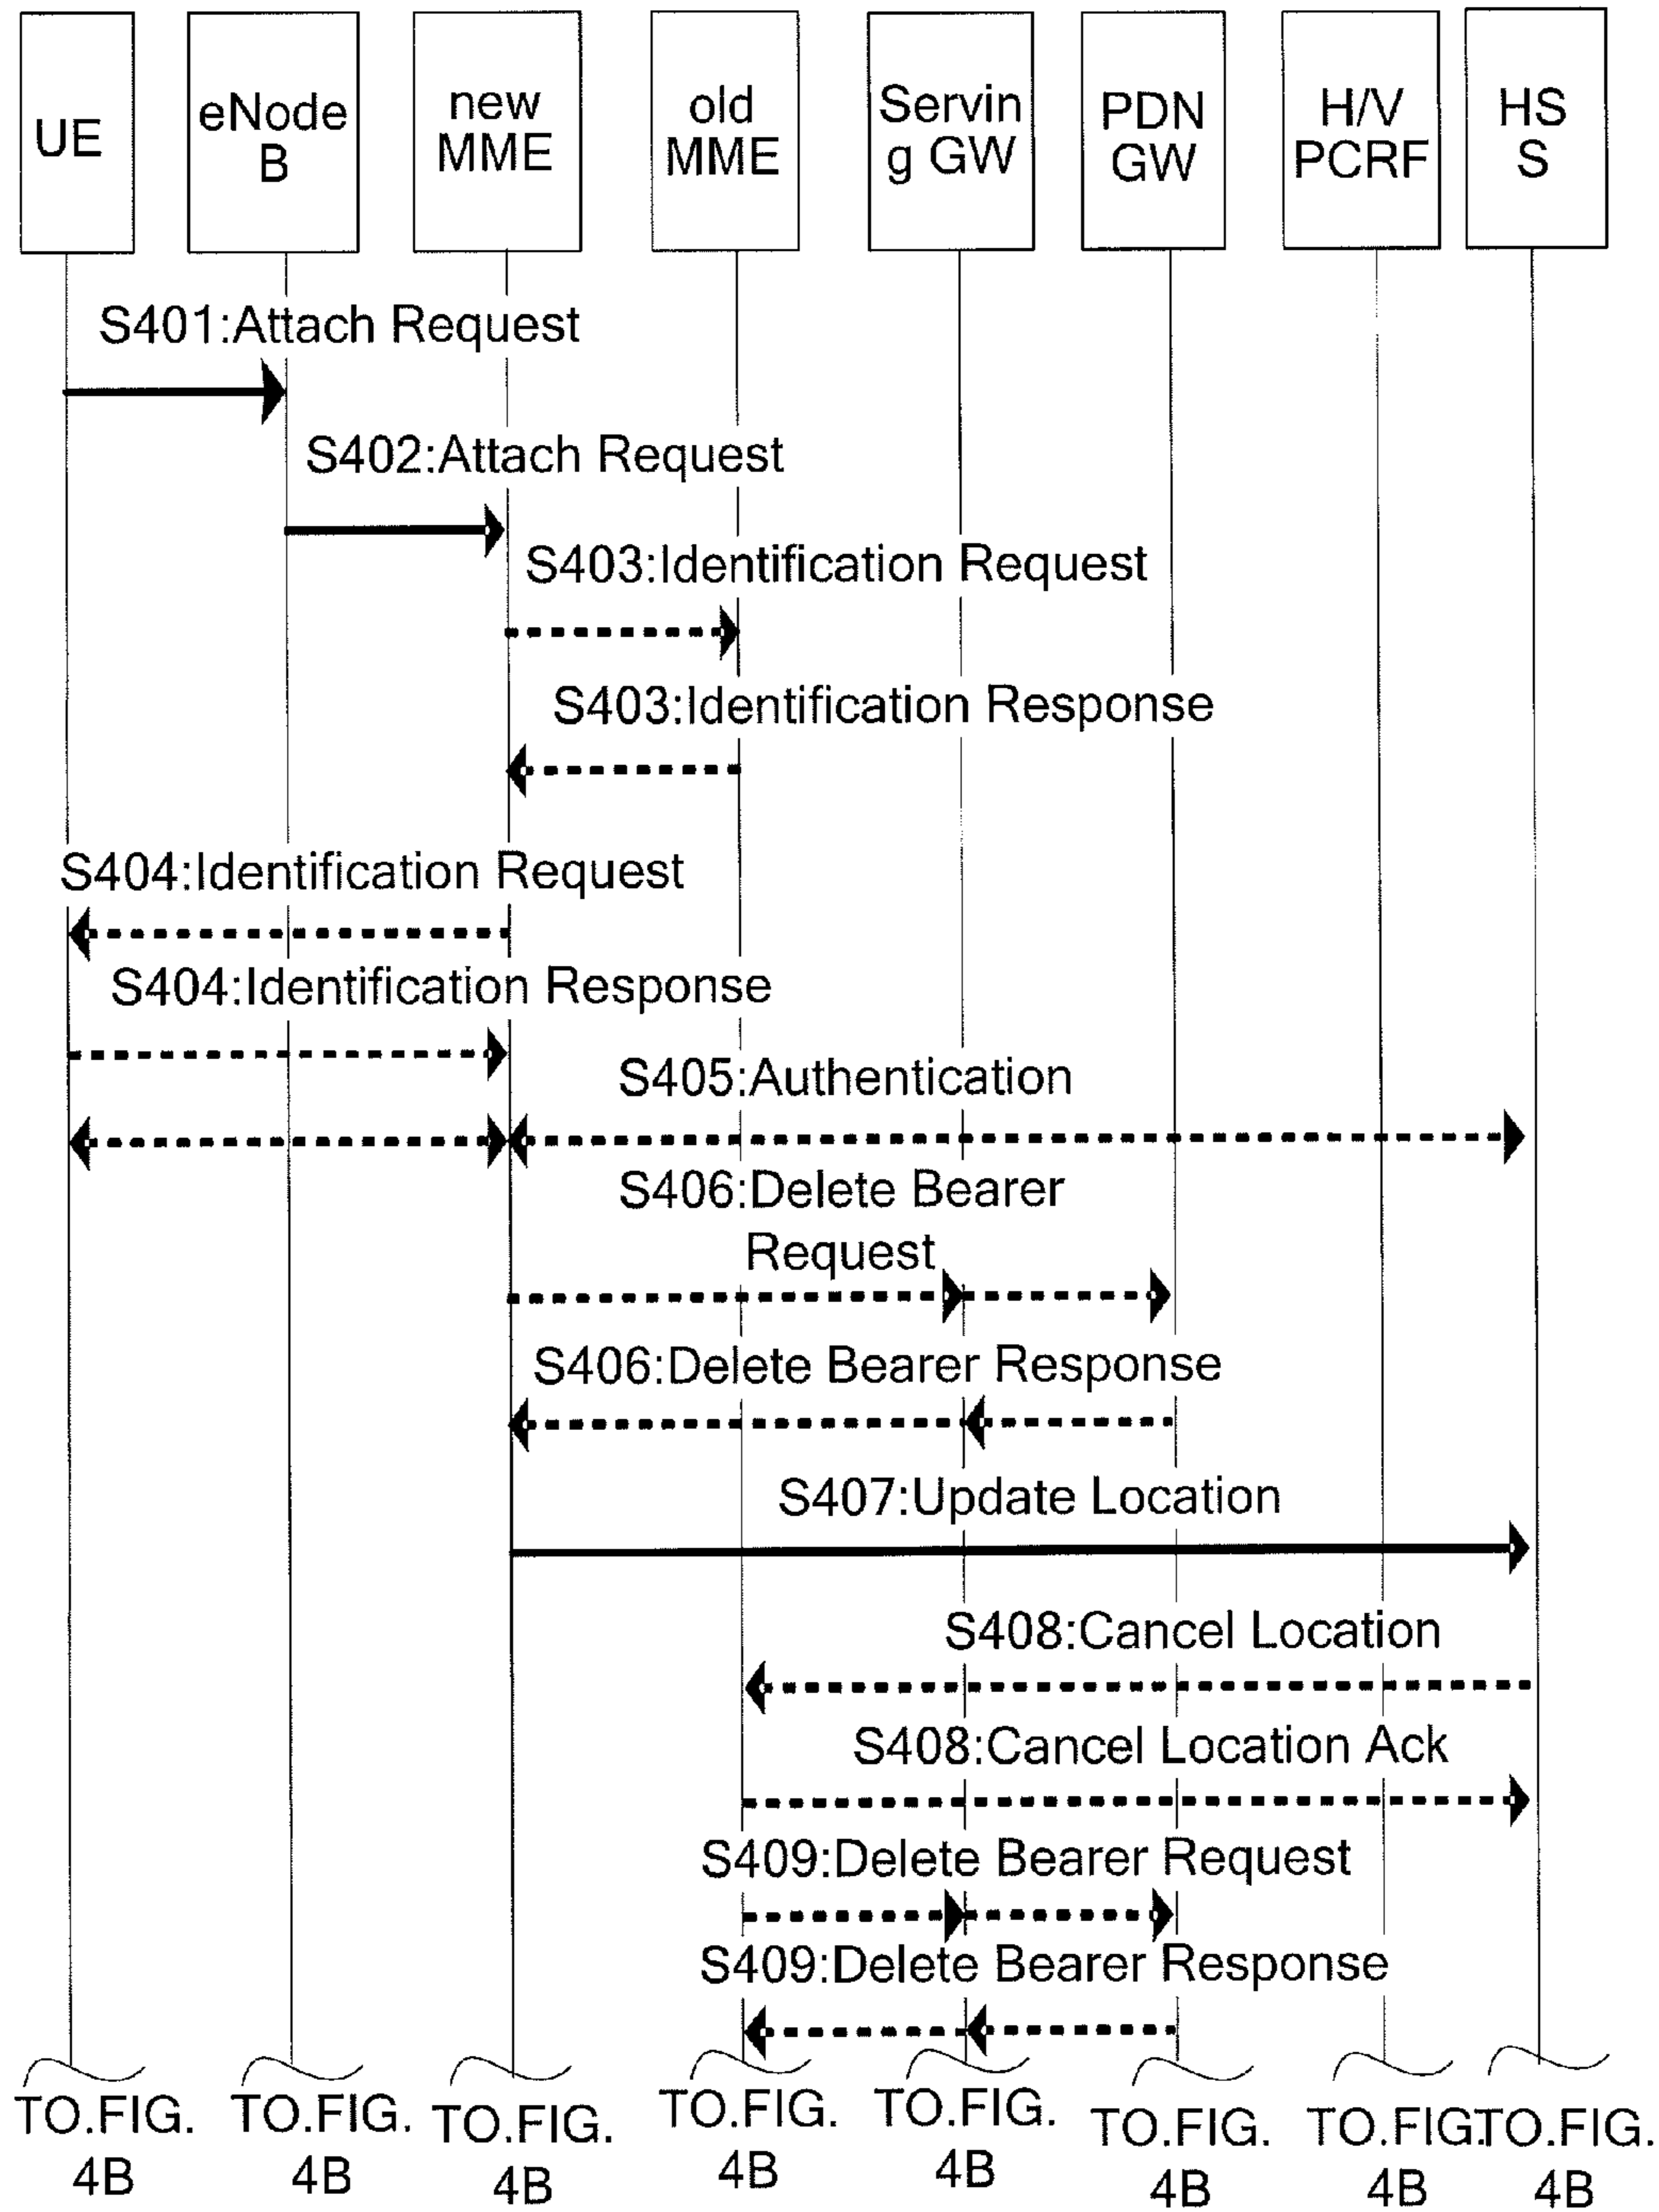 UE
eNode
B
new
MME
old
MME
Servin
g GW
PDN
GW
H/V
PCRF
HS
S
S401:Attach Request
S402:Attach Request
S403:Identification Request
S403:Identification Response
S404:Identification Request
S404:Identification Response
S405:Authentication
S406:Delete Bearer
Request
S406:Delete Bearer Response
S407:Update Location
S408:Cancel Location
S408:Cancel Location Ack
S409:Delete Bearer Request
S409:Delete Bearer Response
TO.FIG.
4B
TO.FIG.
4B
TO.FIG.
4B
TO.FIG.
4B
TO.FIG.
4B
TO.FIG.
4B
TO.FIG.
4B
TO.FIG.
4B